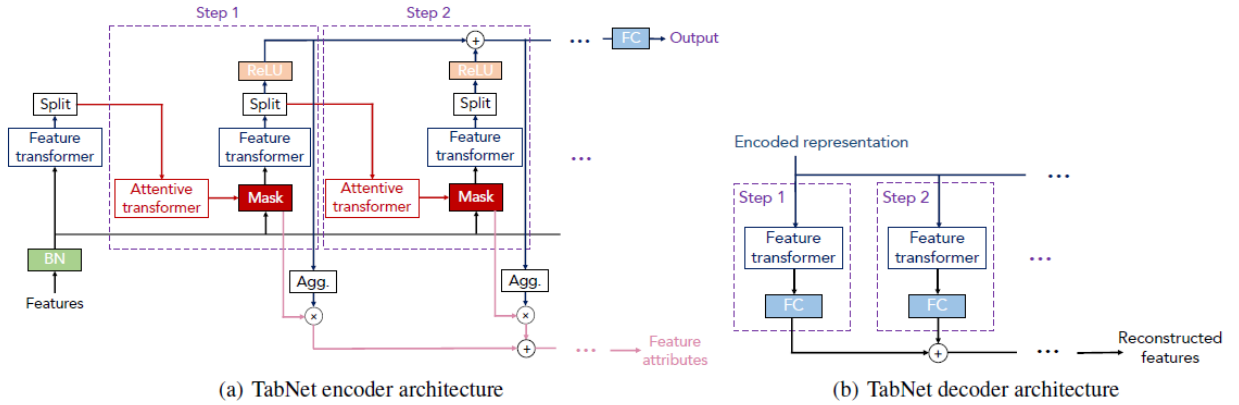 Step 1
Step 2
FC
Output
...
ReLU
ReLU
Split
Split
Split
Feature
transformer
Feature
transformer
Feature
transformer
...
Attentive
transformer
Mask
Attentive
transformer
Mask
BN
Features
Agg.
Agg.
×
×
+
+
...
Feature
attributes
(a) TabNet encoder architecture
Encoded representation
...
Step 1
Step 2
Feature
transformer
Feature
transformer
...
FC
FC
+
...
Reconstructed
features
(b) TabNet decoder architecture